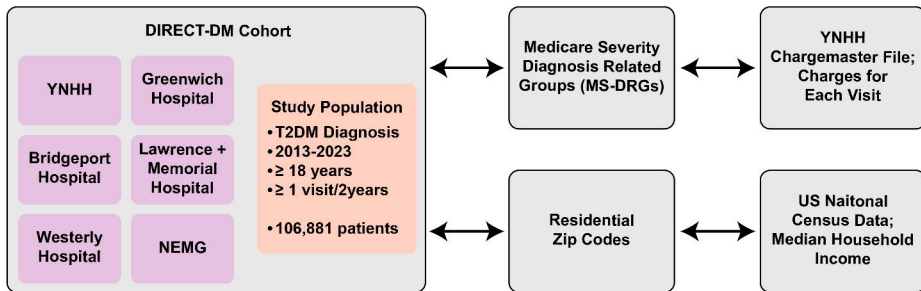 DIRECT-DM Cohort
YNHH
Greenwich
Hospital
Bridgeport
Hospital
Lawrence +
Memorial
Hospital
Westerly
Hospital
NEMG
Study Population
• T2DM Diagnosis
• 2013-2023
• ≥ 18 years
• ≥ 1 visit/2years
• 106,881 patients
Medicare Severity
Diagnosis Related
Groups (MS-DRGs)
YNHH
Chargemaster File;
Charges for
Each Visit
Residential
Zip Codes
US Naitonal
Census Data;
Median Household
Income